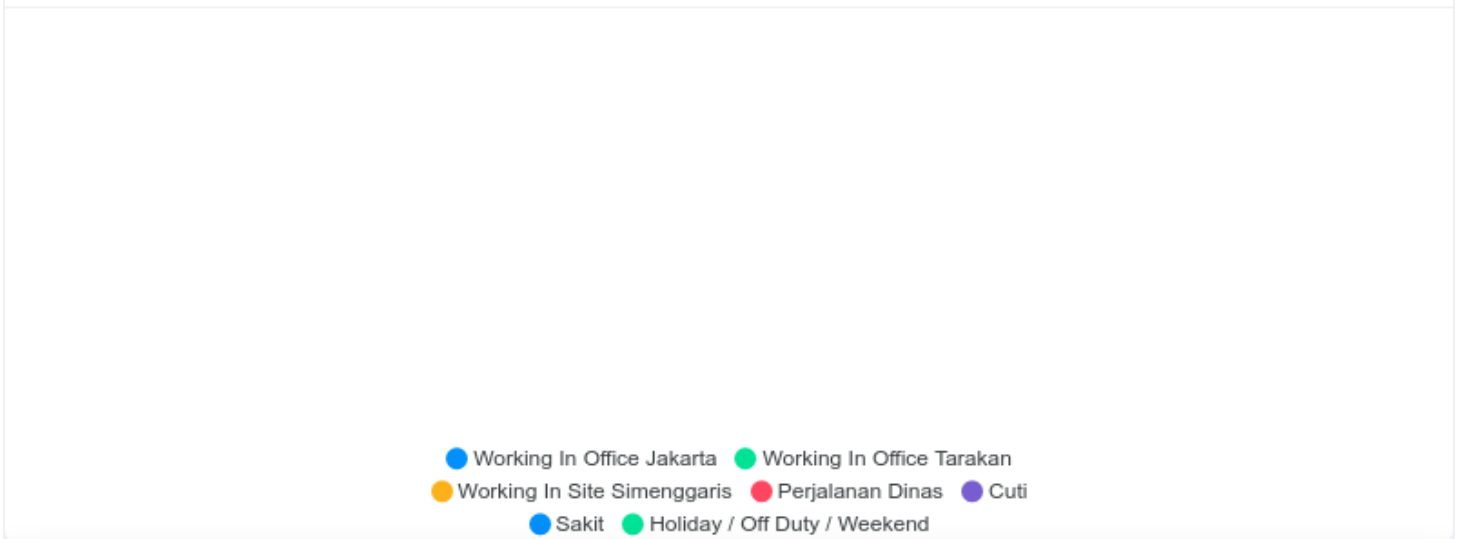 Working In Office Jakarta Working In Office Tarakan
Working In Site Simenggaris Perjalanan Dinas Cuti
Sakit Holiday / Off Duty / Weekend